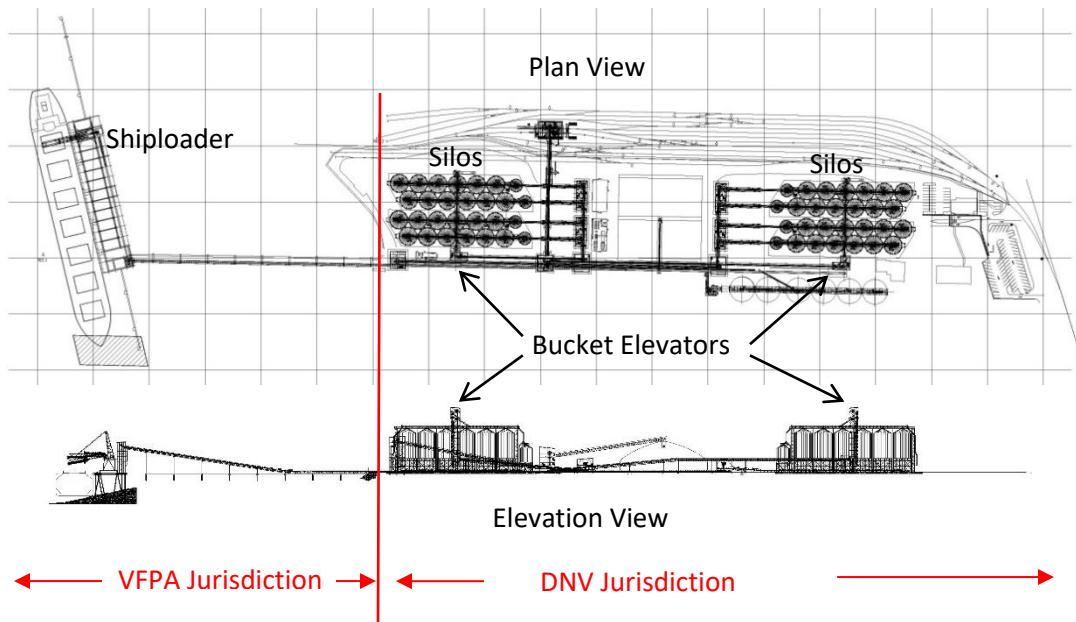 Plan View
Shiploader
Silos
Silos
Bucket Elevators
Elevation View
VFPA Jurisdiction
DNV Jurisdiction